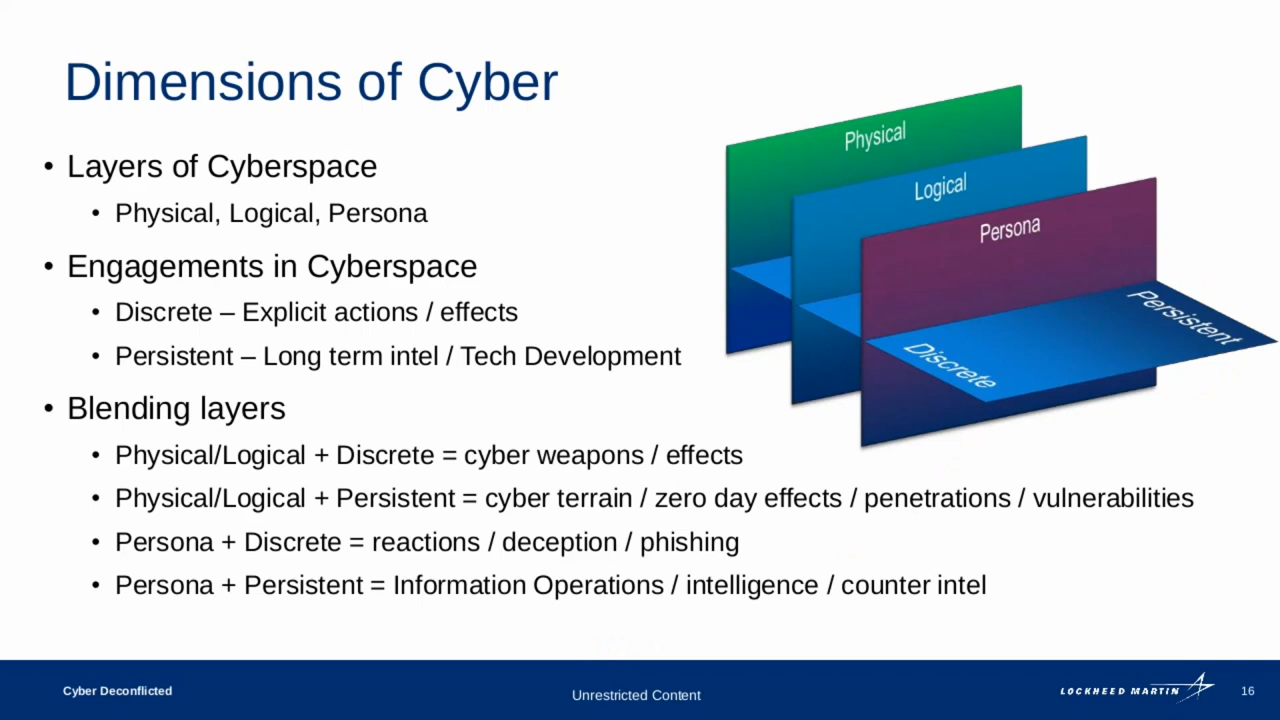 Dimensions of Cyber
• Layers of Cyberspace
• Physical, Logical, Persona
• Engagements in Cyberspace
• Discrete – Explicit actions / effects
• Persistent – Long term intel / Tech Development
• Blending layers
• Physical/Logical + Discrete = cyber weapons / effects
• Physical/Logical + Persistent = cyber terrain / zero day effects / penetrations / vulnerabilities
• Persona + Discrete = reactions / deception / phishing
• Persona + Persistent = Information Operations / intelligence / counter intel
Physical
Logical
Persona
Persistent
Discrete
Cyber Deconflicted
Unrestricted Content
LOCKHEED MARTIN
16